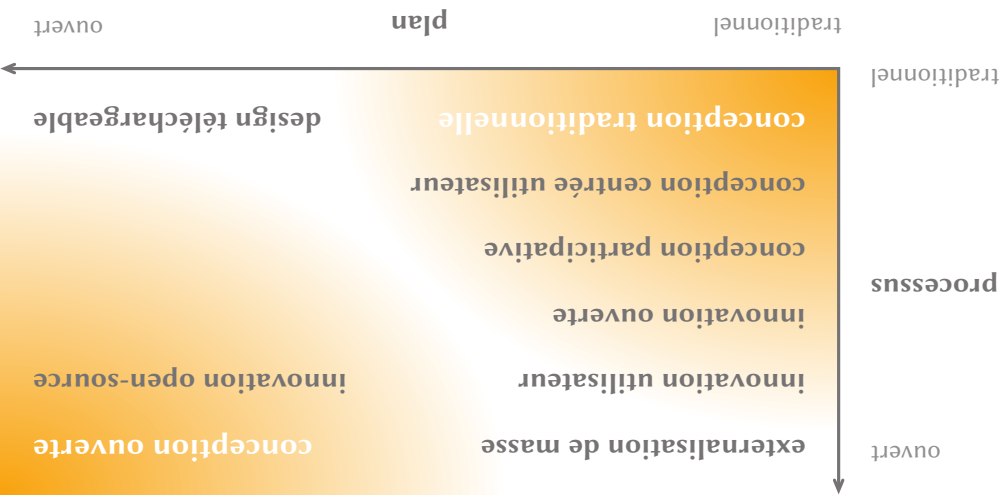 ouvert
externalisation de masse
conception ouverte
innovation utilisateur
innovation open-source
innovation ouverte
processus
conception participative
conception centrée utilisateur
conception traditionnelle
design téléchargeable
traditionnel
traditionnel
plan
ouvert